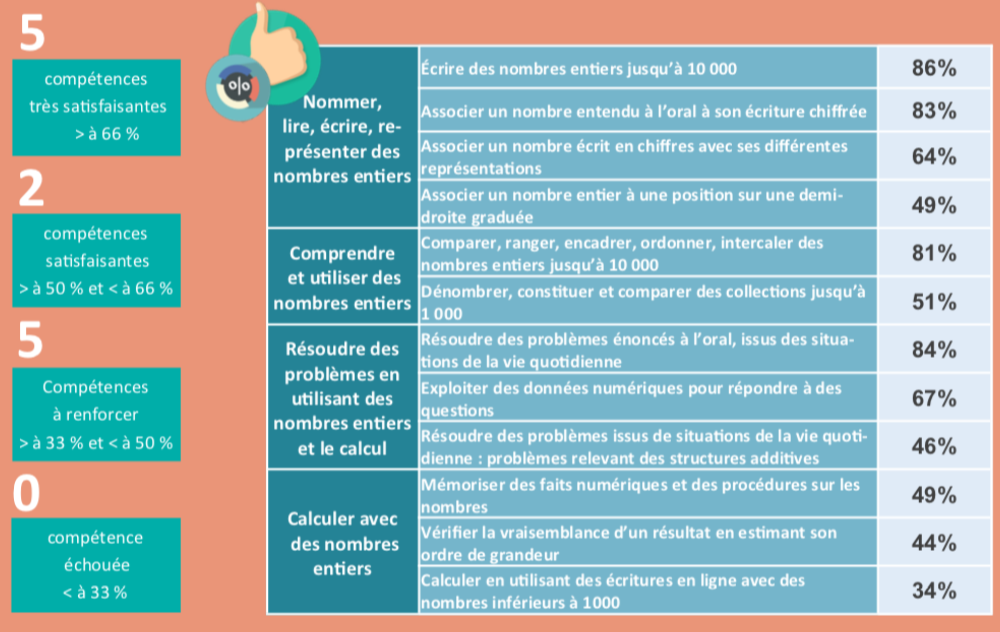 5
compétences
très satisfaisantes
> à 66 %
2
compétences
satisfaisantes
> à 50 % et < à 66 %
5
Compétences
à renforcer
> à 33 % et < à 50 %
0
compétence
échouée
< à 33 %
%
Nommer,
lire, écrire, re-
présenter des
nombres entiers
Écrire des nombres entiers jusqu’à 10 000
86%
Associer un nombre entendu à l’oral à son écriture chiffrée
83%
Associer un nombre écrit en chiffres avec ses différentes
représentations
64%
Associer un nombre entier à une position sur une demi-
droite graduée
49%
Comprendre
et utiliser des
nombres entiers
Comparer, ranger, encadrer, ordonner, intercaler des
nombres entiers jusqu’à 10 000
81%
Dénombrer, constituer et comparer des collections jusqu’à
1 000
51%
Résoudre des
problèmes en
utilisant des
nombres entiers
et le calcul
Résoudre des problèmes énoncés à l’oral, issus des situa-
tions de la vie quotidienne
84%
Exploiter des données numériques pour répondre à des
questions
67%
Résoudre des problèmes issus de situations de la vie quoti-
dienne : problèmes relevant des structures additives
46%
Calculer avec
des nombres
entiers
Mémoriser des faits numériques et des procédures sur les
nombres
49%
Vérifier la vraisemblance d’un résultat en estimant son
ordre de grandeur
44%
Calculer en utilisant des écritures en ligne avec des
nombres inférieurs à 1000
34%